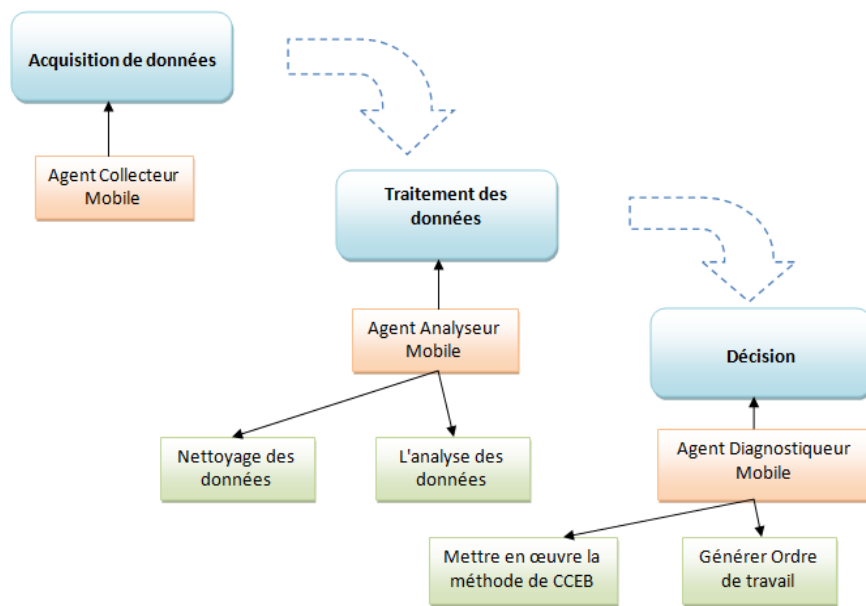 Acquisition de données
Agent Collecteur
Mobile
Traitement des
données
Agent Analyseur
Mobile
Nettoyage des
données
L'analyse des
données
Décision
Agent Diagnostiqueur
Mobile
Mettre en œuvre la
méthode de CCEB
Générer Ordre
de travail